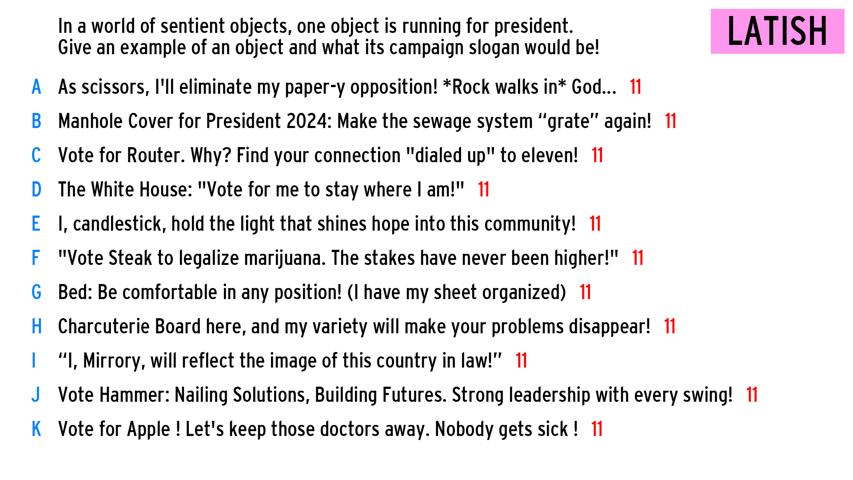 In a world of sentient objects, one object is running for president.
Give an example of an object and what its campaign slogan would be!
LATISH
A As scissors, I'll eliminate my paper-y opposition! *Rock walks in* God... 11
B Manhole Cover for President 2024: Make the sewage system “grate” again! 11
C Vote for Router. Why? Find your connection "dialed up" to eleven! 11
D The White House: "Vote for me to stay where I am!" 11
E I, candlestick, hold the light that shines hope into this community! 11
F "Vote Steak to legalize marijuana. The stakes have never been higher!" 11
G Bed: Be comfortable in any position! (I have my sheet organized) 11
H Charcuterie Board here, and my variety will make your problems disappear! 11
I “I, Mirrory, will reflect the image of this country in law!” 11
J Vote Hammer: Nailing Solutions, Building Futures. Strong leadership with every swing! 11
K Vote for Apple ! Let's keep those doctors away. Nobody gets sick ! 11